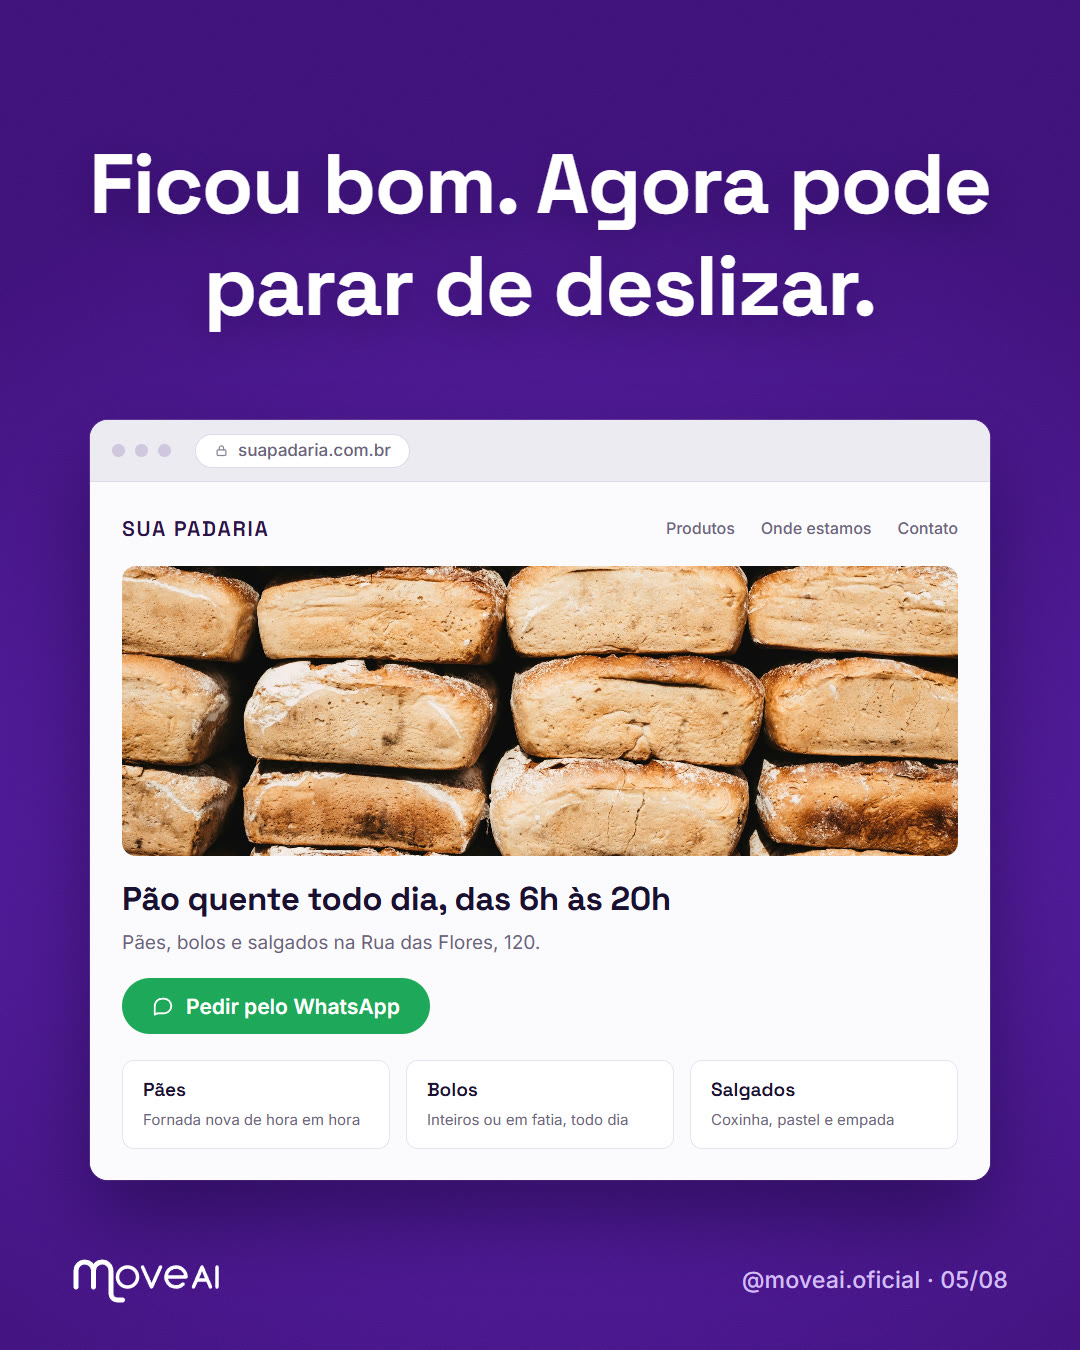 Ficou bom. Agora pode
parar de deslizar.
suapadaria.com.br
SUA PADARIA
Produtos Onde estamos Contato
Pão quente todo dia, das 6h às 20h
Pães, bolos e salgados na Rua das Flores, 120.
Pedir pelo WhatsApp
Pães
Fornada nova de hora em hora
Bolos
Inteiros ou em fatia, todo dia
Salgados
Coxinha, pastel e empada
moveAI
@moveai.oficial · 05/08